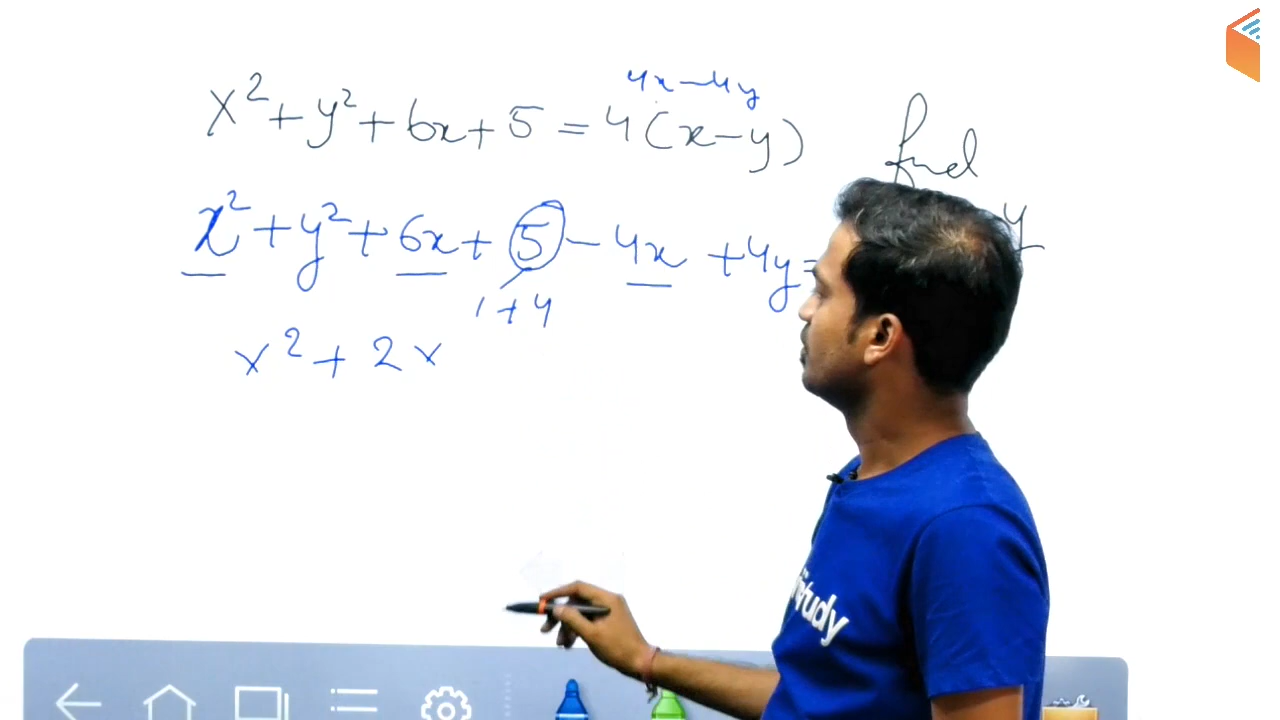 4x-4y
x²+y²+6x+5=4(x-y) find
y
x²+y²+6x+5-4x+4y=
1+4
x²+2x